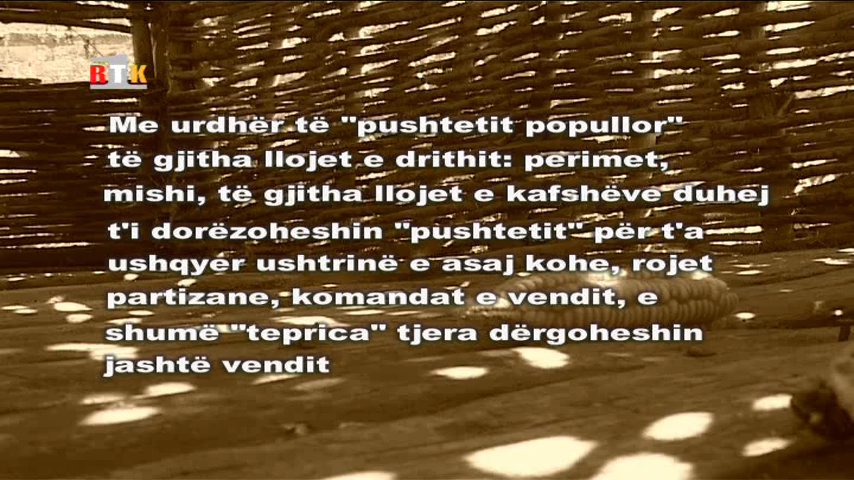 RTK
Me urdhër të "pushtetit popullor"
të gjitha llojet e drithit: perimet,
mishi, të gjitha llojet e kafshëve duhej
t'i dorëzoheshin "pushtetit" për t'a
ushqyer ushtrinë e asaj kohe, rojet
partizane, komandat e vendit, e
shumë "teprica" tjera dërgoheshin
jashtë vendit